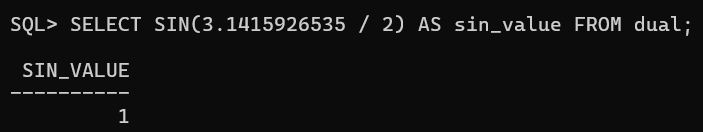 SQL> SELECT SIN(3.1415926535 / 2) AS sin_value FROM dual;
 SIN_VALUE
----------
         1